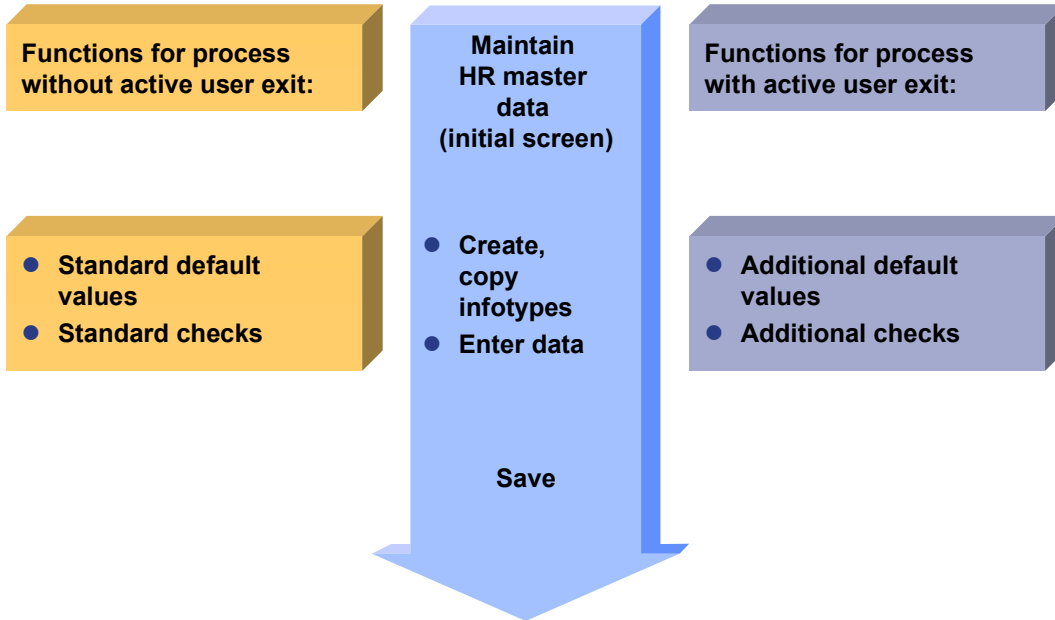 Functions for process
without active user exit:
Maintain
HR master
data
(initial screen)
Functions for process
with active user exit:
● Standard default
values
● Standard checks
● Create,
copy
infotypes
● Enter data
● Additional default
values
● Additional checks
Save